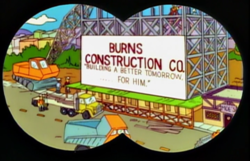 BURNS
CONSTRUCTION CO.
"BUILDING A BETTER TOMORROW,
FOR HIM."